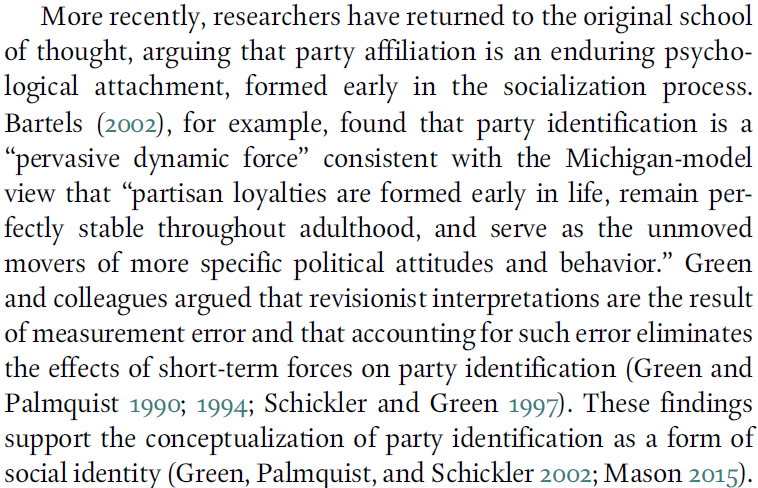 More recently, researchers have returned to the original school
of thought, arguing that party affiliation is an enduring psycho-
logical attachment, formed early in the socialization process.
Bartels (2002), for example, found that party identification is a
“pervasive dynamic force” consistent with the Michigan-model
view that “partisan loyalties are formed early in life, remain per-
fectly stable throughout adulthood, and serve as the unmoved
movers of more specific political attitudes and behavior.” Green
and colleagues argued that revisionist interpretations are the result
of measurement error and that accounting for such error eliminates
the effects of short-term forces on party identification (Green and
Palmquist 1990; 1994; Schickler and Green 1997). These findings
support the conceptualization of party identification as a form of
social identity (Green, Palmquist, and Schickler 2002; Mason 2015).